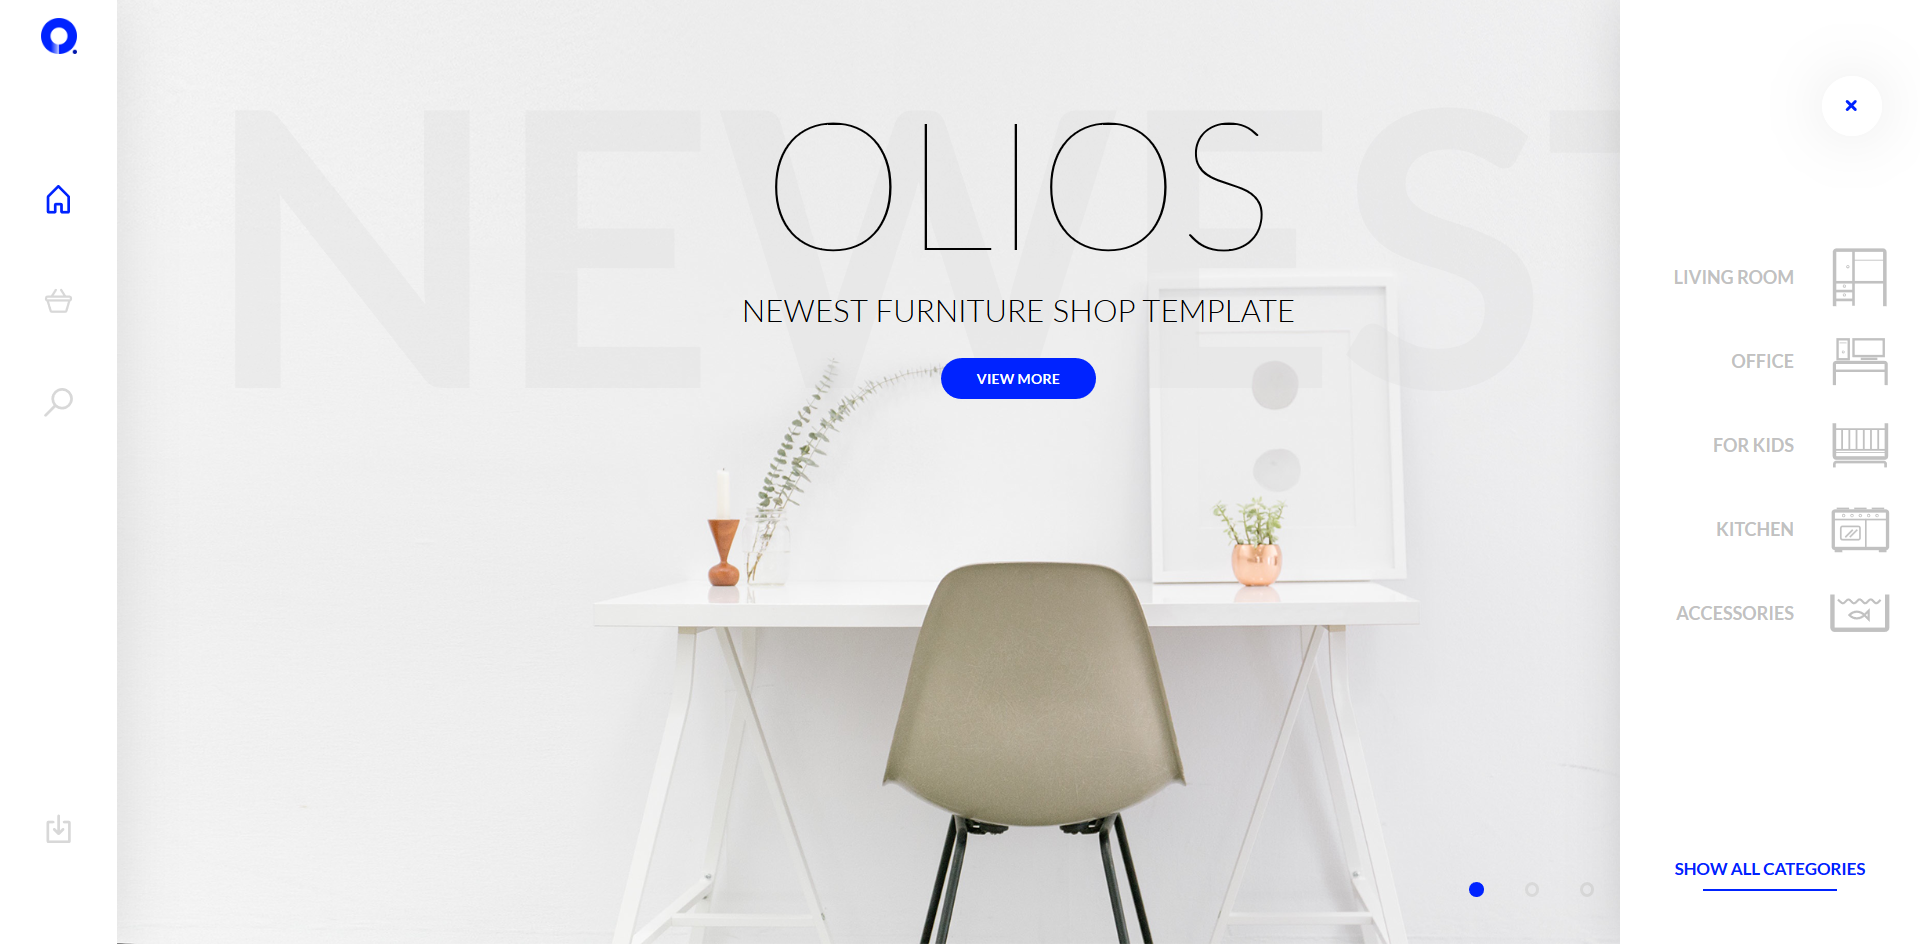 NEWEST
OLIOS
NEWEST FURNITURE SHOP TEMPLATE
VIEW MORE
LIVING ROOM
OFFICE
FOR KIDS
KITCHEN
ACCESSORIES
SHOW ALL CATEGORIES